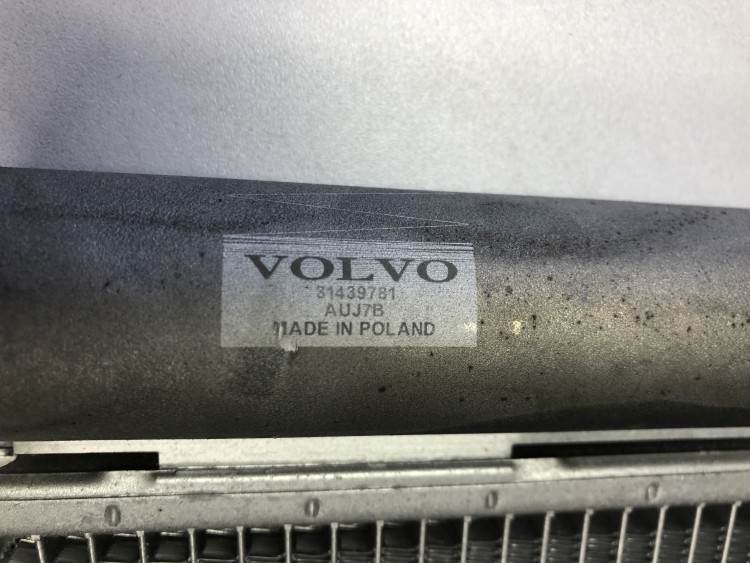 VOLVO
31439781
AUJ7B
MADE IN POLAND